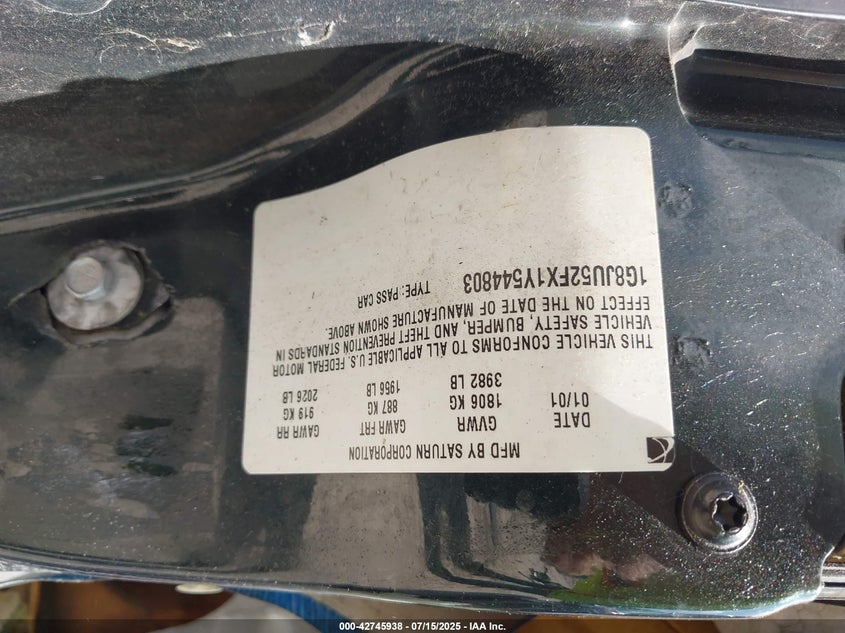 MFD BY SATURN CORPORATION
DATE GVWR GAWR FRT GAWR RR
01/01 1806 KG 887 KG 919 KG
3982 LB 1956 LB 2026 LB
THIS VEHICLE CONFORMS TO ALL APPLICABLE U.S. FEDERAL MOTOR
VEHICLE SAFETY, BUMPER, AND THEFT PREVENTION STANDARDS IN
EFFECT ON THE DATE OF MANUFACTURE SHOWN ABOVE.
1G8JU52FX1Y544803 TYPE: PASS CAR
000-42745938 - 07/15/2025 - IAA Inc.